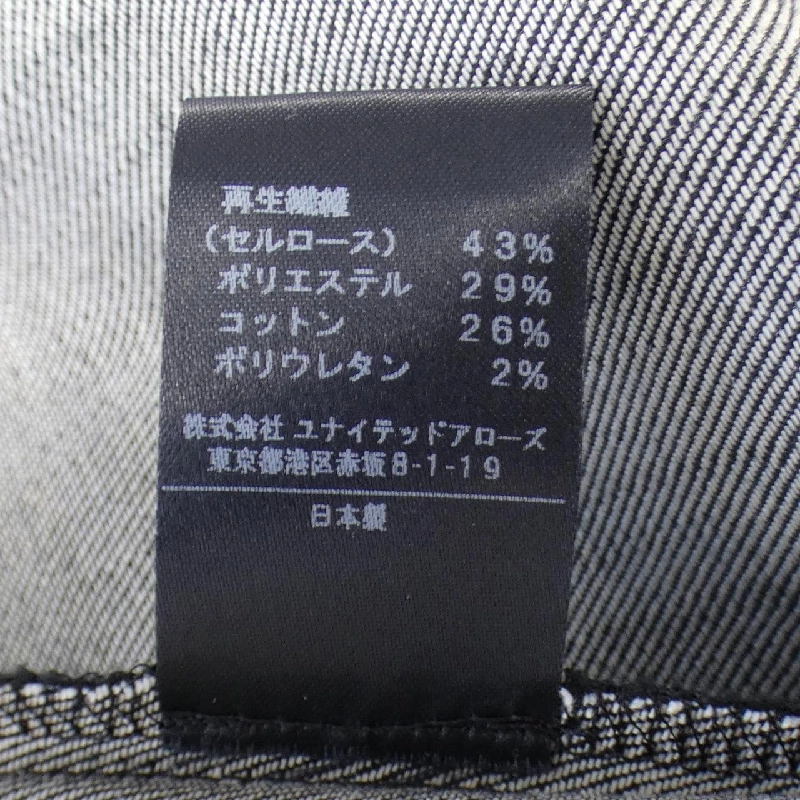 再生繊維
(セルロース) 43%
ポリエステル 29%
コットン 26%
ポリウレタン 2%
株式会社 ユナイテッドアローズ
東京都港区赤坂8-1-19
日本製